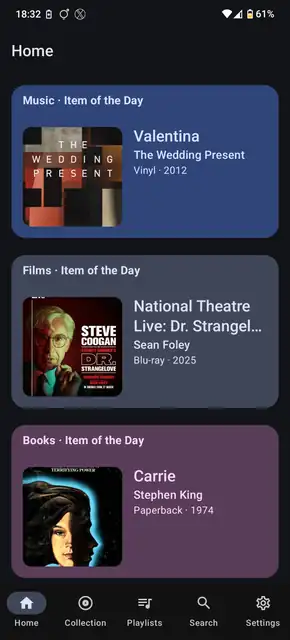 18:32
61%
Home
Music · Item of the Day
THE
WEDDING
PRESENT
Valentina
The Wedding Present
Vinyl · 2012
Films · Item of the Day
STEVE
COOGAN
DR.
STRANGELOVE
National Theatre
Live: Dr. Strangel…
Sean Foley
Blu-ray · 2025
Books · Item of the Day
TERRIFYING POWER
Carrie
Stephen King
Paperback · 1974
Home
Collection
Playlists
Search
Settings